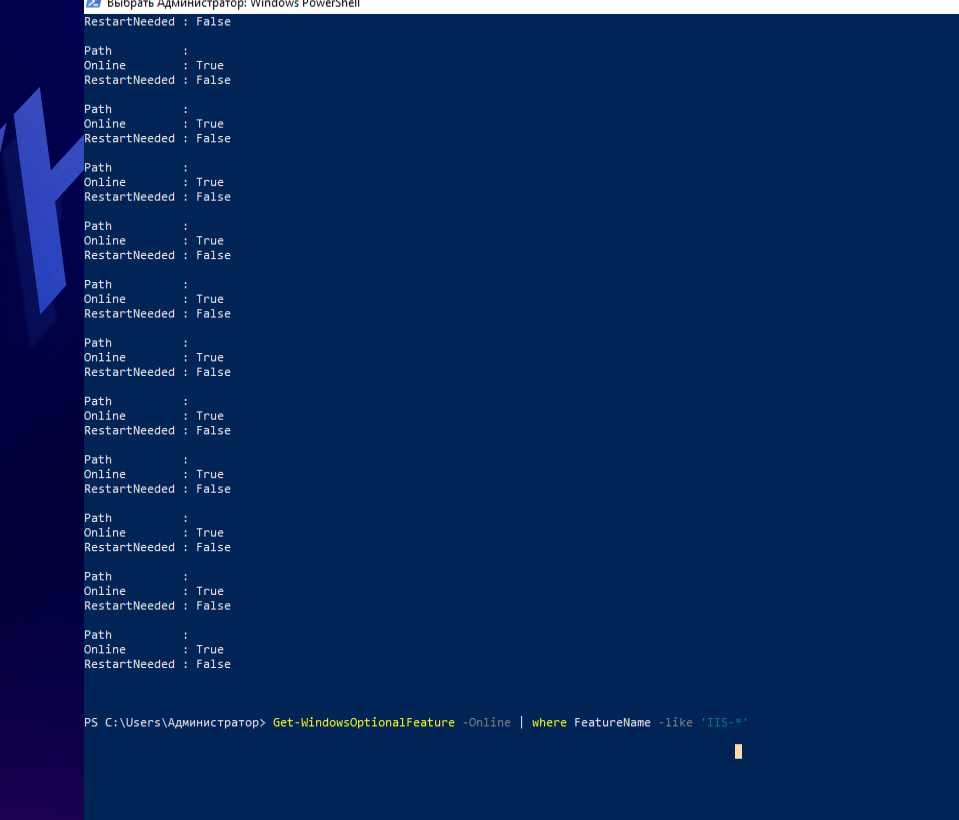 Выбрать Администратор: Windows PowerShell
RestartNeeded : False
Path :
Online : True
RestartNeeded : False
Path :
Online : True
RestartNeeded : False
Path :
Online : True
RestartNeeded : False
Path :
Online : True
RestartNeeded : False
Path :
Online : True
RestartNeeded : False
Path :
Online : True
RestartNeeded : False
Path :
Online : True
RestartNeeded : False
Path :
Online : True
RestartNeeded : False
Path :
Online : True
RestartNeeded : False
Path :
Online : True
RestartNeeded : False
Path :
Online : True
RestartNeeded : False
PS C:\Users\Администратор> Get-WindowsOptionalFeature -Online | where FeatureName -like 'IIS-*'